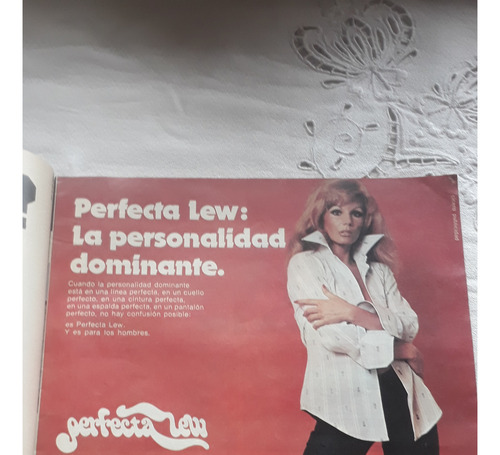 Perfecta Lew:
La personalidad
dominante.
Cuando la personalidad dominante
está en una línea perfecta, en un cuello
perfecto, en una cintura perfecta,
en una espalda perfecta, en un pantalón
perfecto, no hay confusión posible:
es Perfecta Lew.
Y es para los hombres.
perfecta lew